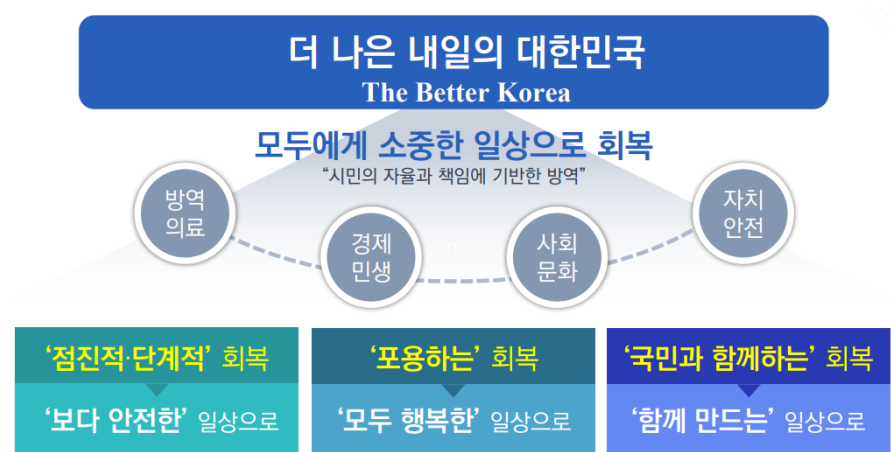 더 나은 내일의 대한민국
The Better Korea
모두에게 소중한 일상으로 회복
“시민의 자율과 책임에 기반한 방역”
방역
의료
경제
민생
사회
문화
자치
안전
‘점진적·단계적’ 회복
‘보다 안전한’ 일상으로
‘포용하는’ 회복
‘모두 행복한’ 일상으로
‘국민과 함께하는’ 회복
‘함께 만드는’ 일상으로